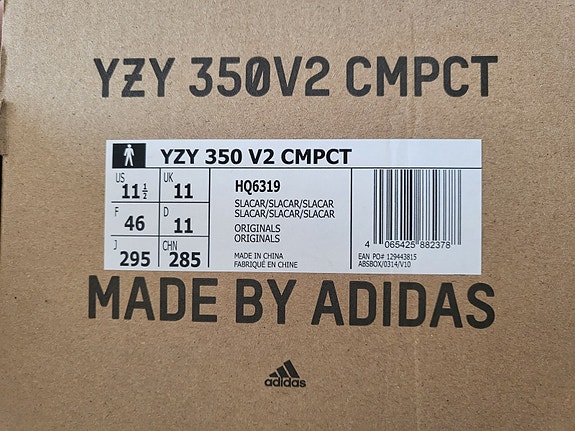 YƵY 350V2 CMPCT
YZY 350 V2 CMPCT
US
11 ½
UK
11
F
46
D
11
J
295
CHN
285
HQ6319
SLACAR/SLACAR/SLACAR
SLACAR/SLACAR/SLACAR
ORIGINALS
ORIGINALS
MADE IN CHINA
FABRIQUÉ EN CHINE
4 065425 882378
EAN PO# 129443815
ABSBOX/0314/V10
MADE BY ADIDAS
adidas